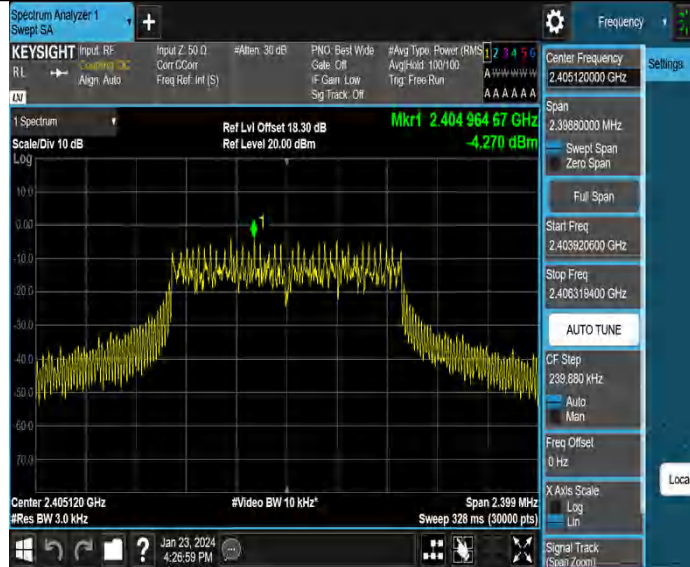 Spectrum Analyzer 1
Swept SA
+
Frequency
KEYSIGHT
RL
Input: RF
Coupling: DC
Align: Auto
Input Z: 50 Ω
Corr CCorr
Freq Ref: Int (S)
#Atten: 30 dB
PNO: Best Wide
Gate: Off
IF Gain: Low
Sig Track: Off
#Avg Type: Power (RMS
Avg|Hold: 100/100
Trig: Free Run
1 2 3 4 5 6
A W W W W W
A A A A A A
LXI
Settings
Center Frequency
2.405120000 GHz
Span
2.39880000 MHz
Swept Span
Zero Span
Full Span
Start Freq
2.403920600 GHz
Stop Freq
2.406319400 GHz
AUTO TUNE
CF Step
239.880 kHz
Auto
Man
Freq Offset
0 Hz
X Axis Scale
Log
Lin
Signal Track
(Span Zoom)
Loca
1 Spectrum
Scale/Div 10 dB
Log
Ref Lvl Offset 18.30 dB
Ref Level 20.00 dBm
Mkr1 2.404 964 67 GHz
-4.270 dBm
10.0
0.00
-10.0
-20.0
-30.0
-40.0
-50.0
-60.0
-70.0
1
Center 2.405120 GHz
#Res BW 3.0 kHz
#Video BW 10 kHz*
Span 2.399 MHz
Sweep 328 ms (30000 pts)
?
Jan 23, 2024
4:26:59 PM